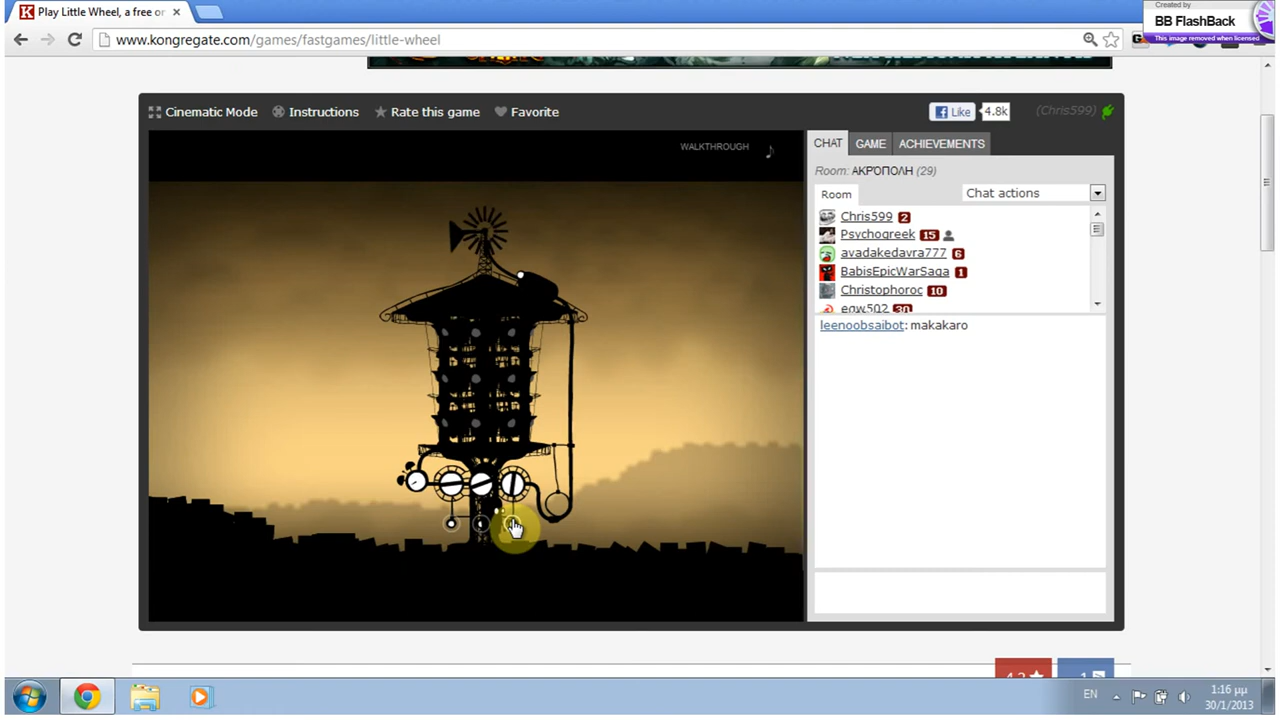 Play Little Wheel, a free or
Created by
BB FlashBack
This image removed when licensed.
www.kongregate.com/games/fastgames/little-wheel
Cinematic Mode
Instructions
Rate this game
Favorite
Like
4.8k
(Chris599)
WALKTHROUGH
CHAT
GAME
ACHIEVEMENTS
Room: ΑΚΡΌΠΟΛΗ (29)
Room
Chat actions
Chris599 2
Psychogreek 15
avadakedavra777 6
BabisEpicWarSaga 1
Christophoroc 10
egw502 30
leenoobsaibot: makakaro
EN
1:16 μμ
30/1/2013